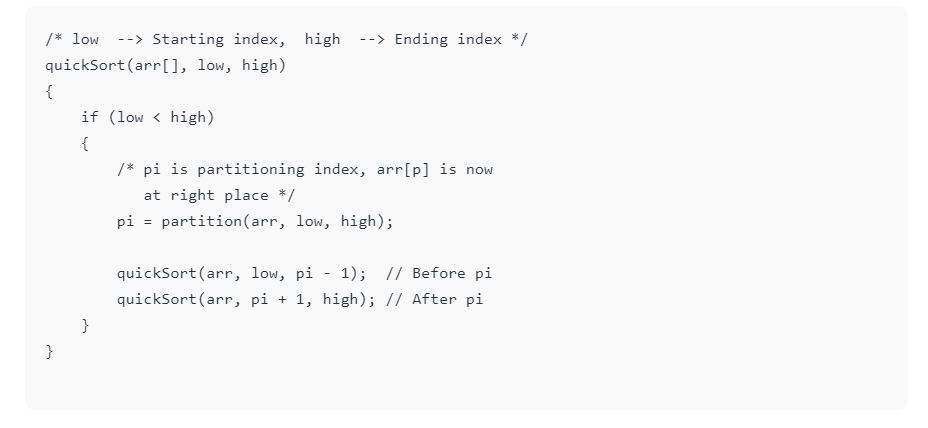 /* low  --> Starting index,  high  --> Ending index */
quickSort(arr[], low, high)
{
    if (low < high)
    {
        /* pi is partitioning index, arr[p] is now
           at right place */
        pi = partition(arr, low, high);

        quickSort(arr, low, pi - 1);  // Before pi
        quickSort(arr, pi + 1, high); // After pi
    }
}